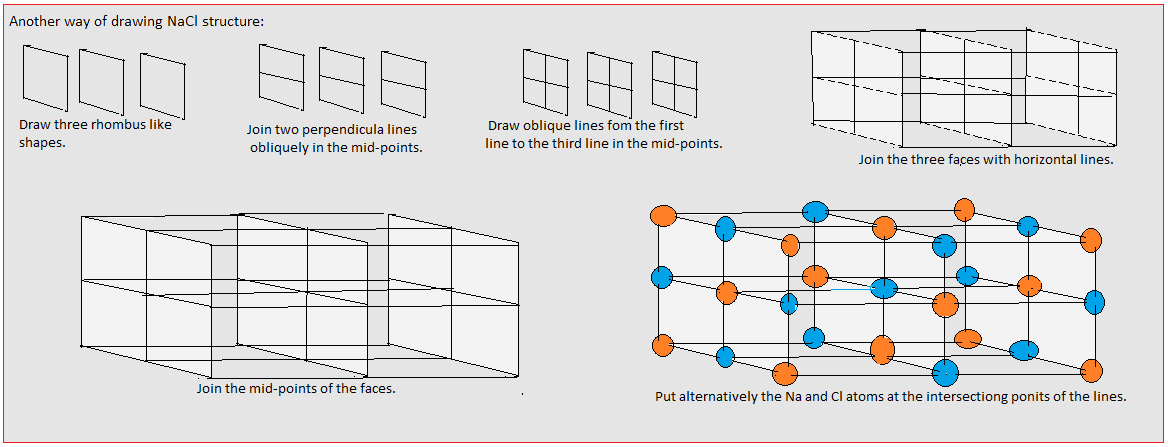 Another way of drawing NaCl structure:
Draw three rhombus like
shapes.
Join two perpendicula lines
obliquely in the mid-points.
Draw oblique lines fom the first
line to the third line in the mid-points.
Join the three faces with horizontal lines.
Join the mid-points of the faces.
Put alternatively the Na and Cl atoms at the intersectiong ponits of the lines.